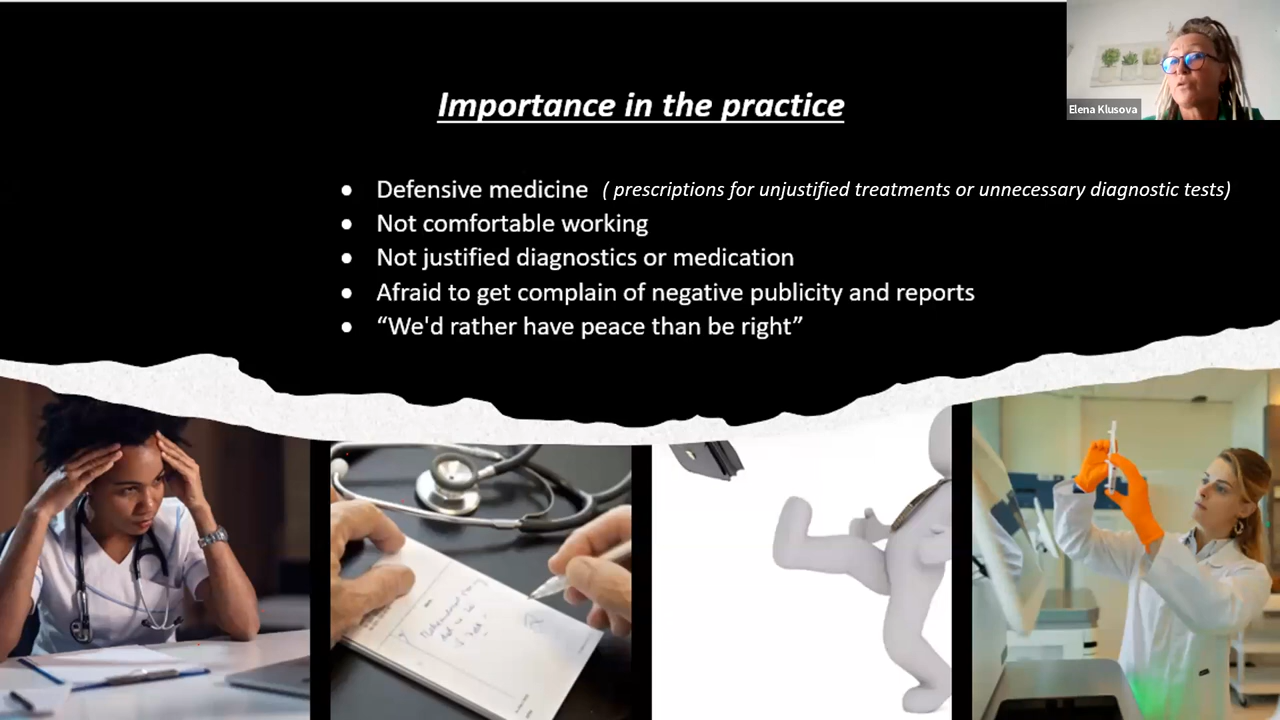 Elena Klusova
Importance in the practice
• Defensive medicine ( prescriptions for unjustified treatments or unnecessary diagnostic tests)
• Not comfortable working
• Not justified diagnostics or medication
• Afraid to get complain of negative publicity and reports
• “We'd rather have peace than be right”